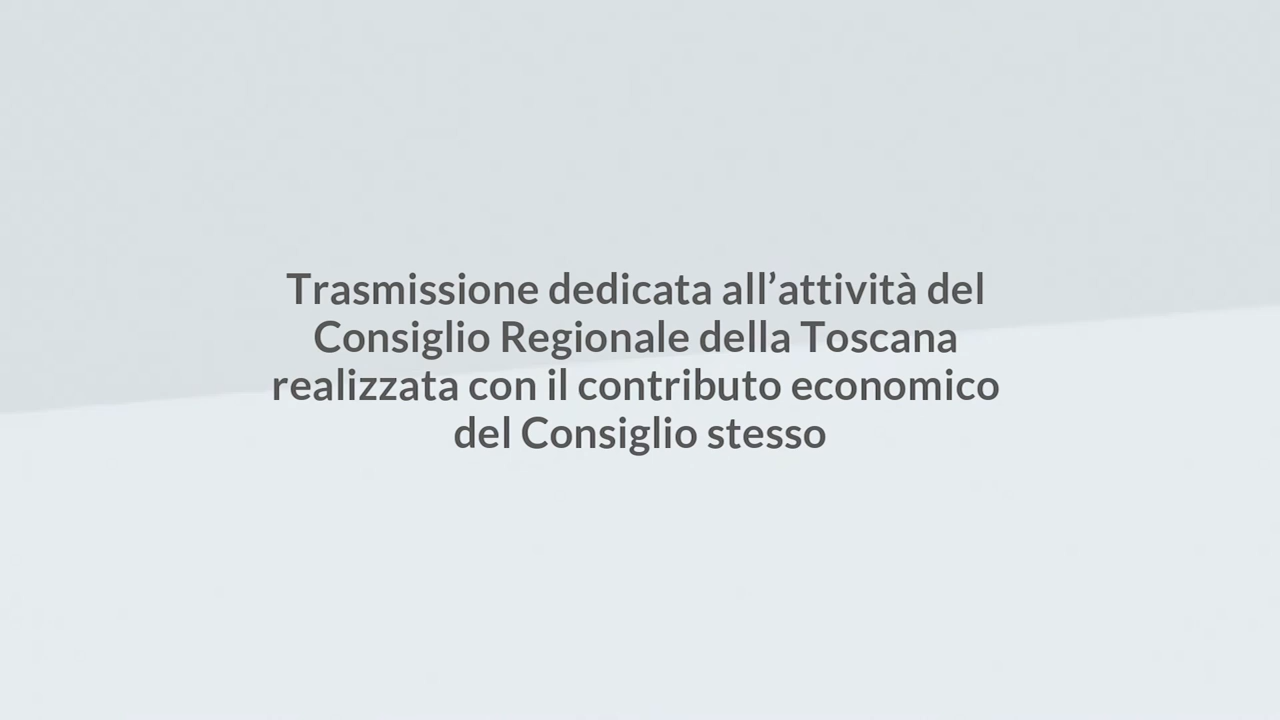 Trasmissione dedicata all’attività del
Consiglio Regionale della Toscana
realizzata con il contributo economico
del Consiglio stesso